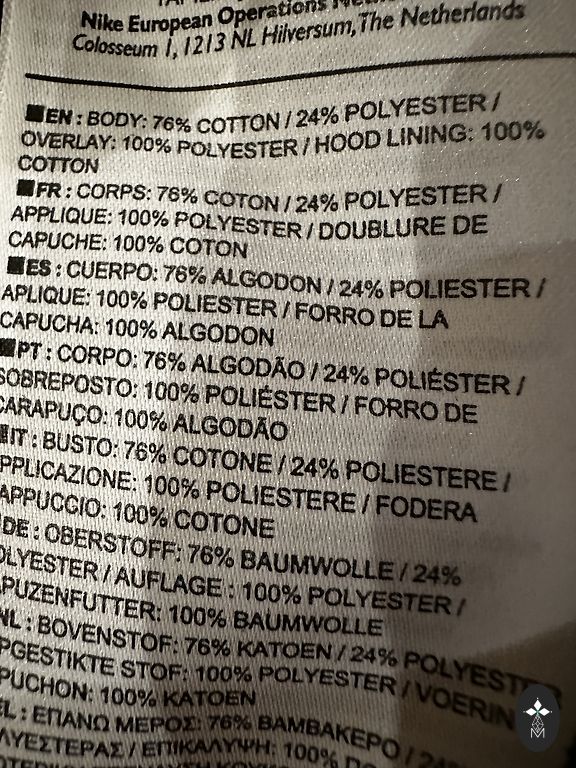 Nike European Operations
Colosseum 1, 1213 NL Hilversum, The Netherlands
EN : BODY: 76% COTTON / 24% POLYESTER /
OVERLAY: 100% POLYESTER / HOOD LINING: 100%
COTTON
FR : CORPS: 76% COTON / 24% POLYESTER /
APPLIQUE: 100% POLYESTER / DOUBLURE DE
CAPUCHE: 100% COTON
ES : CUERPO: 76% ALGODON / 24% POLIESTER /
APLIQUE: 100% POLIESTER / FORRO DE LA
CAPUCHA: 100% ALGODON
PT : CORPO: 76% ALGODÃO / 24% POLIÉSTER /
SOBREPOSTO: 100% POLIÉSTER / FORRO DE
CARAPUÇO: 100% ALGODÃO
IT : BUSTO: 76% COTONE / 24% POLIESTERE /
PPLICAZIONE: 100% POLIESTERE / FODERA
APPUCCIO: 100% COTONE
DE : OBERSTOFF: 76% BAUMWOLLE / 24%
OLYESTER / AUFLAGE : 100% POLYESTER /
APUZENFUTTER: 100% BAUMWOLLE
NL : BOVENSTOF: 76% KATOEN / 24% POLYESTER
PGESTIKTE STOF: 100% POLYESTER / VOERIN
PUCHON: 100% KATOEN
EL : ΕΠΑΝΩ ΜΕΡΟΣ: 76% ΒΑΜΒΑΚΕΡΟ / 24%
ΛΥΕΣΤΕΡΑΣ / ΕΠΙΚΑΛΥΨΗ: 100%